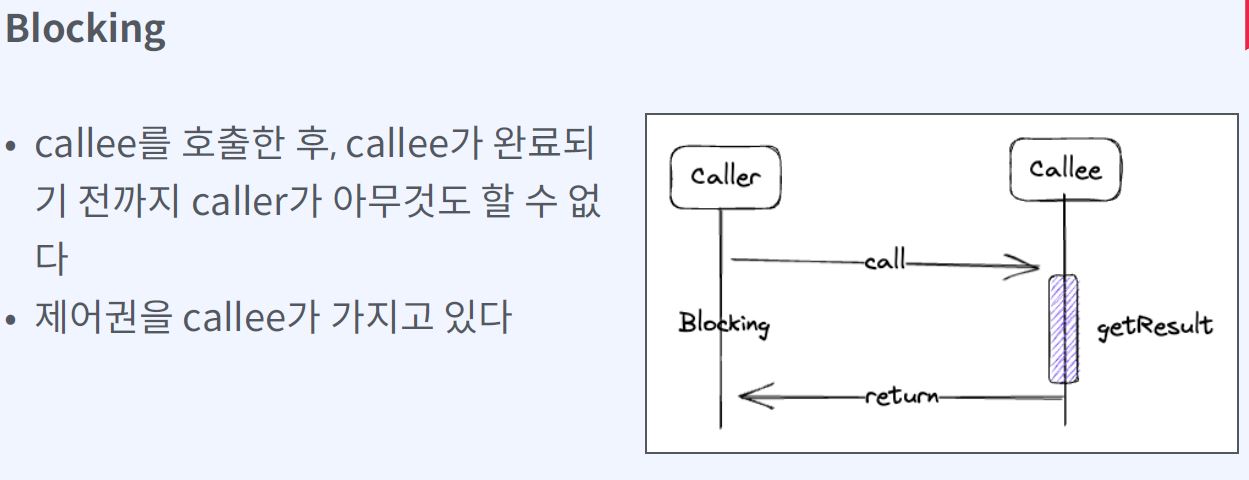 Blocking
• callee를 호출한 후, callee가 완료되
기 전까지 caller가 아무것도 할 수 없
다
• 제어권을 callee가 가지고 있다
Caller
Callee
call
Blocking
getResult
return